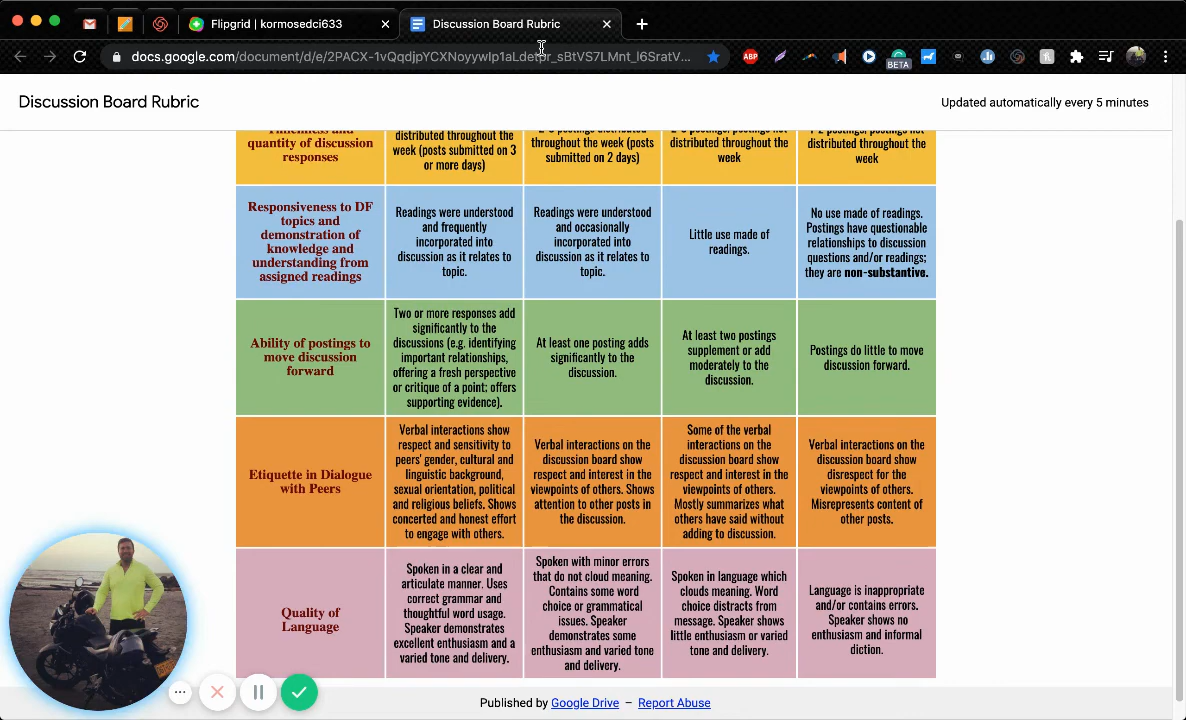 Flipgrid | kormosedci633
Discussion Board Rubric
docs.google.com/document/d/e/2PACX-1vQqdjpYCXNoyywIp1aLdetpr_sBtVS7LMnt_l6SratV...
ABP
BETA
Discussion Board Rubric
Updated automatically every 5 minutes
Timeliness and
quantity of discussion
responses
distributed throughout the
week (posts submitted on 3
or more days)
2-3 postings distributed
throughout the week (posts
submitted on 2 days)
distributed throughout the
week
distributed throughout the
week
Responsiveness to DF
topics and
demonstration of
knowledge and
understanding from
assigned readings
Readings were understood
and frequently
incorporated into
discussion as it relates to
topic.
Readings were understood
and occasionally
incorporated into
discussion as it relates to
topic.
Little use made of
readings.
No use made of readings.
Postings have questionable
relationships to discussion
questions and/or readings;
they are non-substantive.
Ability of postings to
move discussion
forward
Two or more responses add
significantly to the
discussions (e.g. identifying
important relationships,
offering a fresh perspective
or critique of a point; offers
supporting evidence).
At least one posting adds
significantly to the
discussion.
At least two postings
supplement or add
moderately to the
discussion.
Postings do little to move
discussion forward.
Etiquette in Dialogue
with Peers
Verbal interactions show
respect and sensitivity to
peers' gender, cultural and
linguistic background,
sexual orientation, political
and religious beliefs. Shows
concerted and honest effort
to engage with others.
Verbal interactions on the
discussion board show
respect and interest in the
viewpoints of others. Shows
attention to other posts in
the discussion.
Some of the verbal
interactions on the
discussion board show
respect and interest in the
viewpoints of others.
Mostly summarizes what
others have said without
adding to discussion.
Verbal interactions on the
discussion board show
disrespect for the
viewpoints of others.
Misrepresents content of
other posts.
Quality of
Language
Spoken in a clear and
articulate manner. Uses
correct grammar and
thoughtful word usage.
Speaker demonstrates
excellent enthusiasm and a
varied tone and delivery.
Spoken with minor errors
that do not cloud meaning.
Contains some word
choice or grammatical
issues. Speaker
demonstrates some
enthusiasm and varied tone
and delivery.
Spoken in language which
clouds meaning. Word
choice distracts from
message. Speaker shows
little enthusiasm or varied
tone and delivery.
Language is inappropriate
and/or contains errors.
Speaker shows no
enthusiasm and informal
diction.
Published by Google Drive – Report Abuse